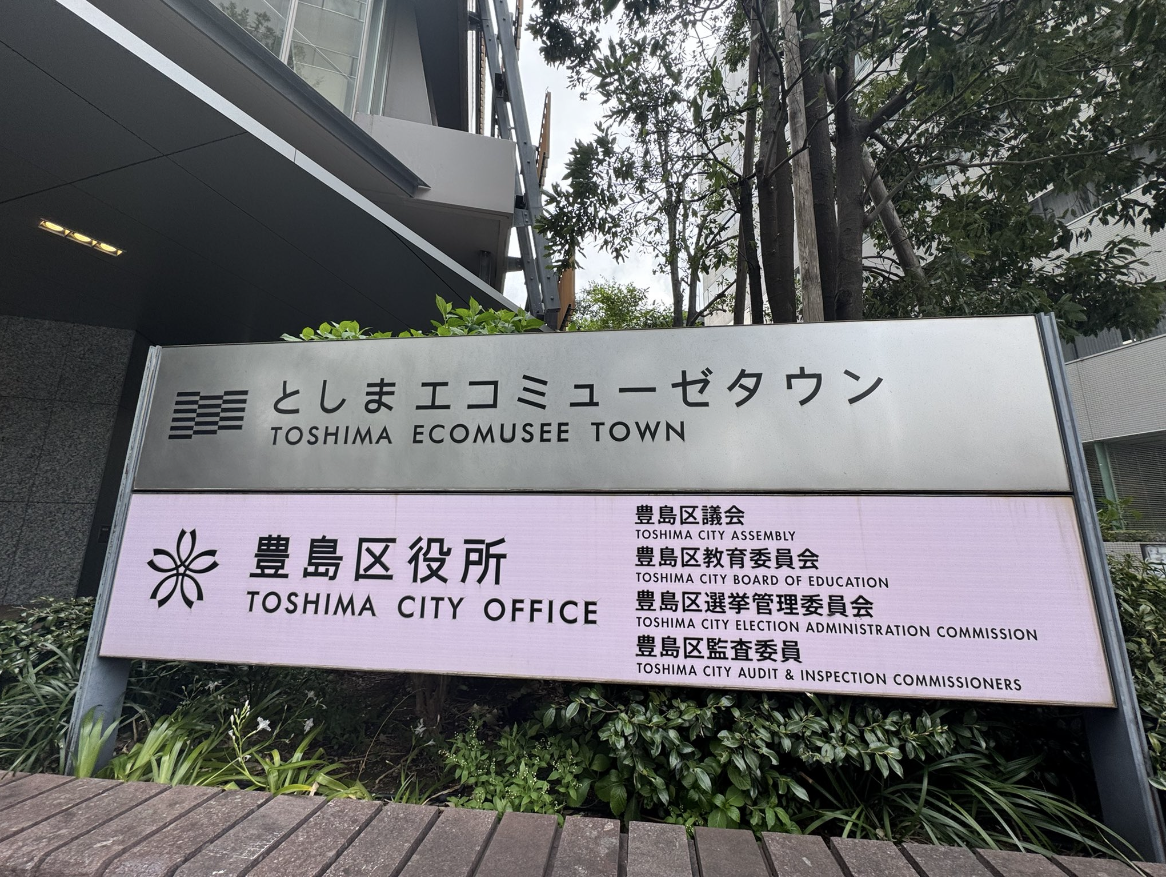 としまエコミューゼタウン
TOSHIMA ECOMUSEE TOWN
豊島区役所
TOSHIMA CITY OFFICE
豊島区議会
TOSHIMA CITY ASSEMBLY
豊島区教育委員会
TOSHIMA CITY BOARD OF EDUCATION
豊島区選挙管理委員会
TOSHIMA CITY ELECTION ADMINISTRATION COMMISSION
豊島区監査委員
TOSHIMA CITY AUDIT & INSPECTION COMMISSIONERS